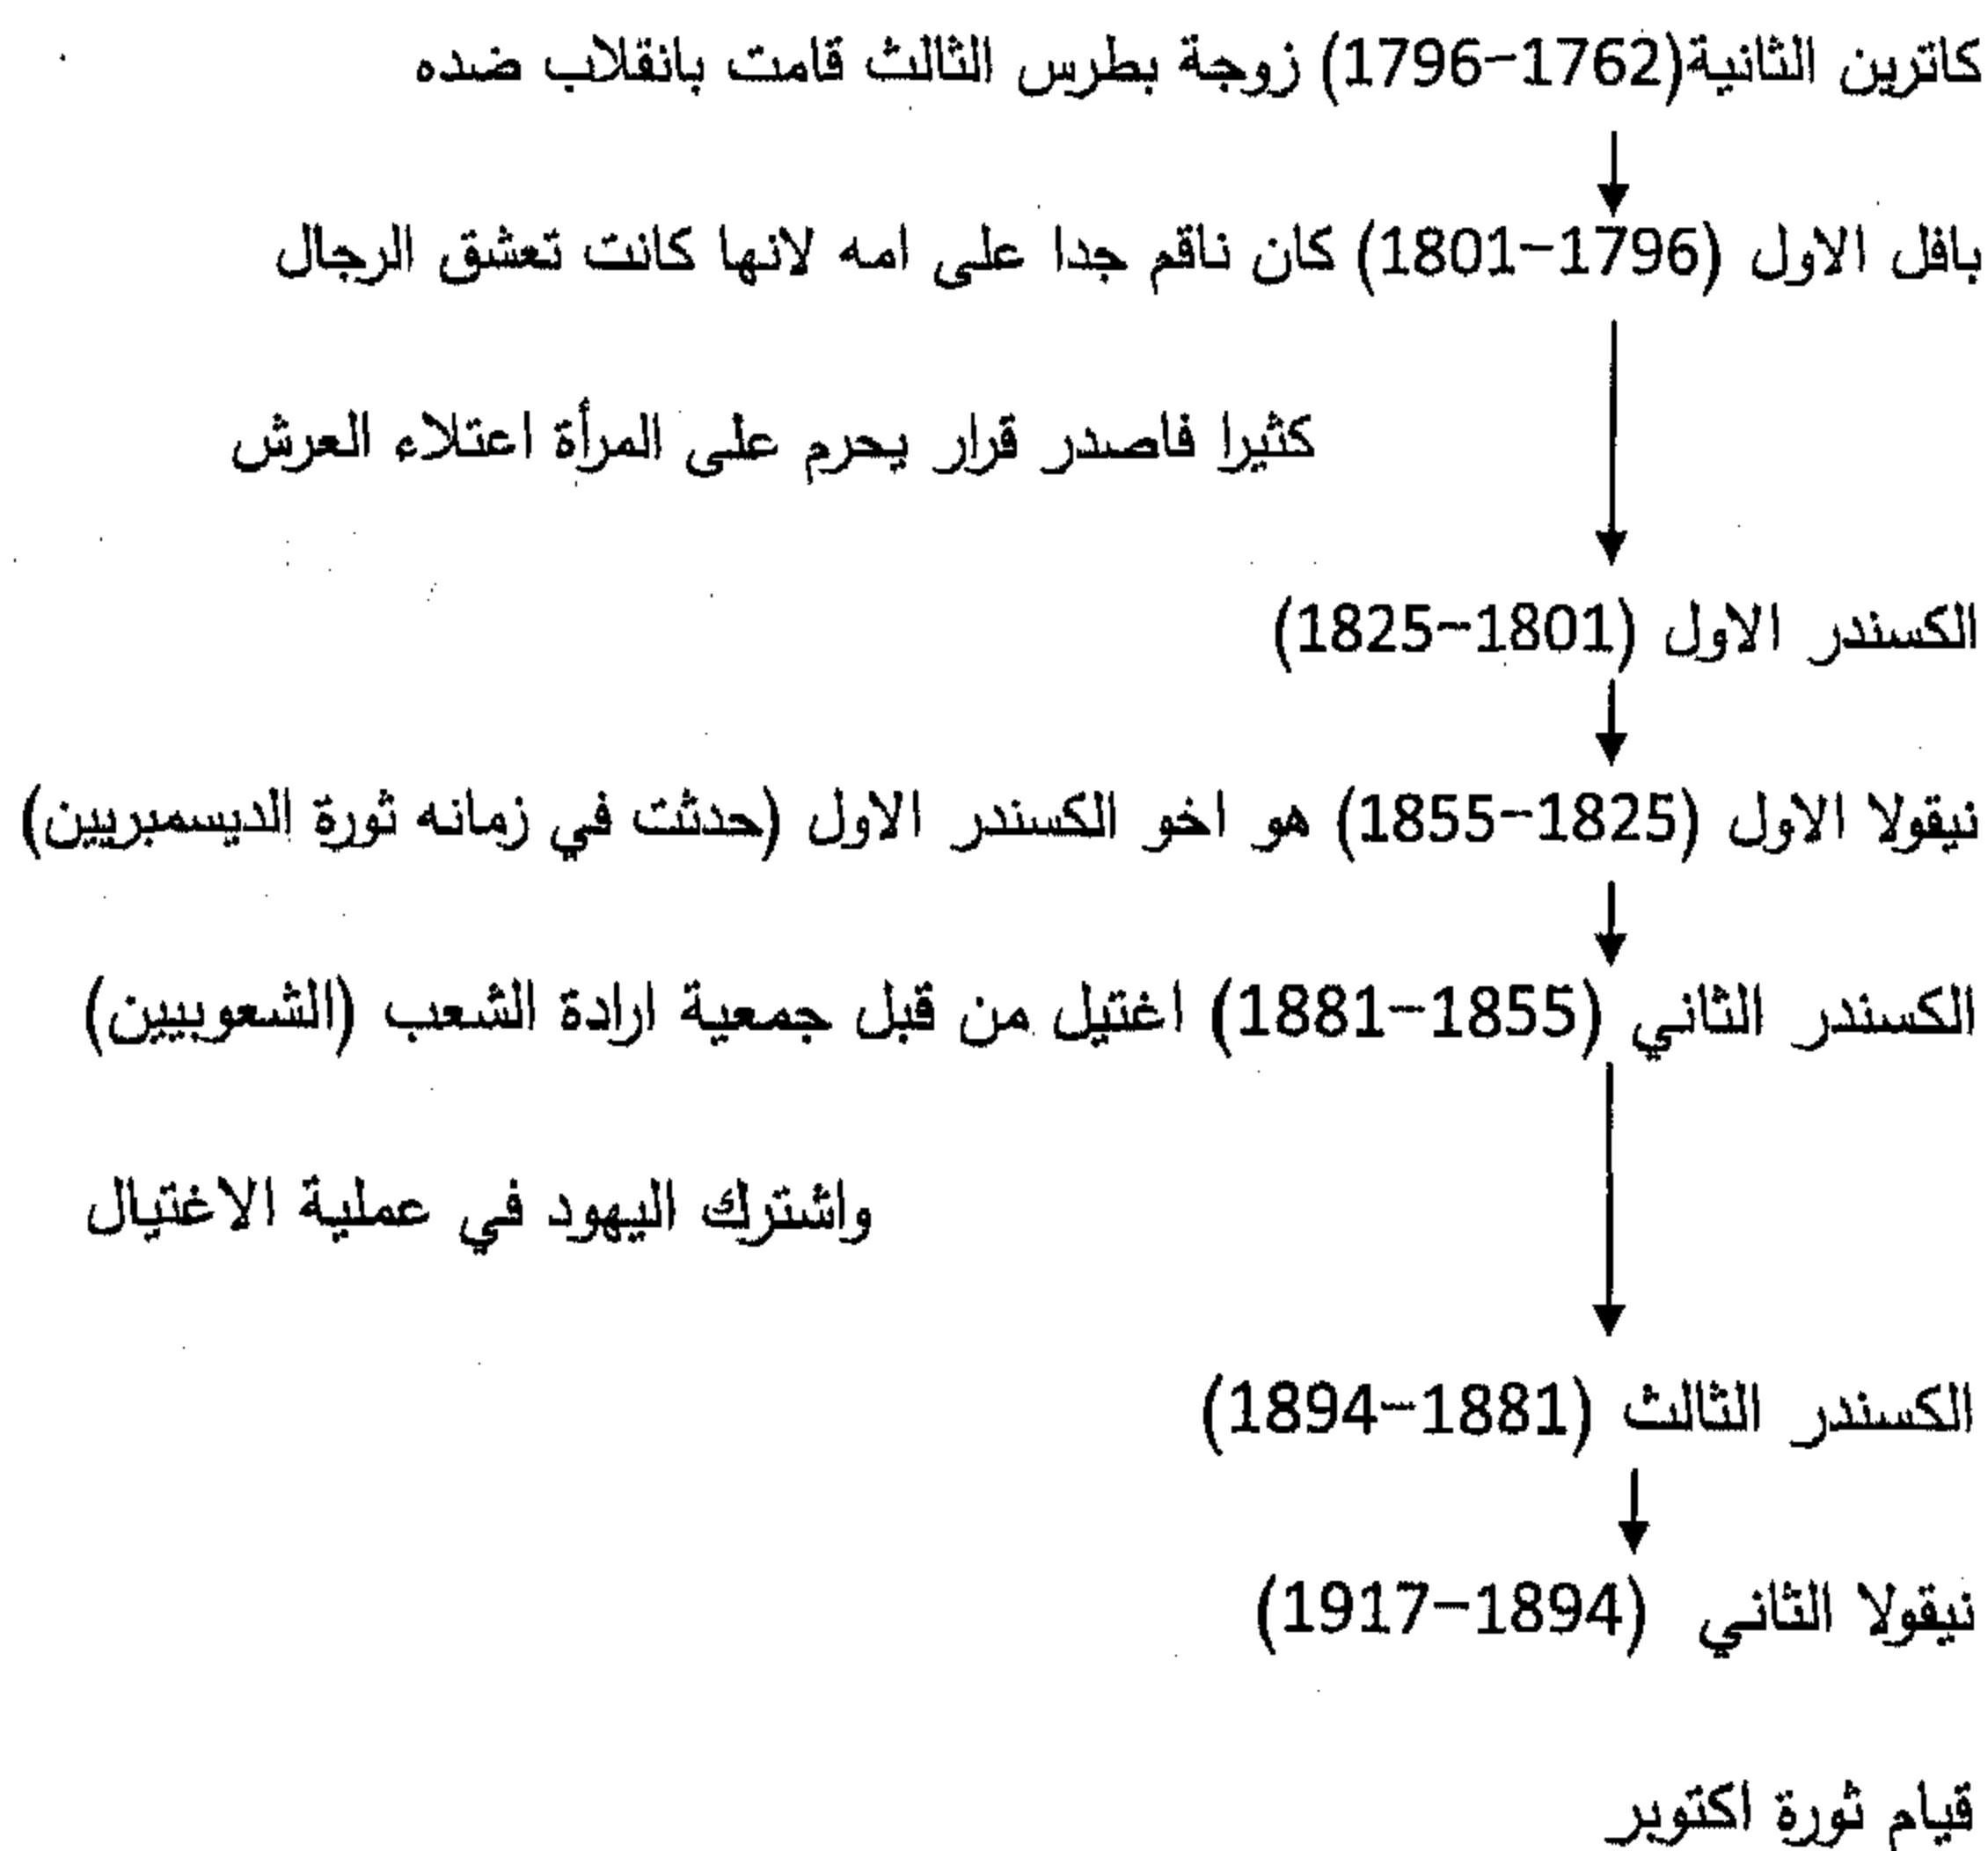 كاترين الثانية(1762-1796) زوجة بطرس الثالث قامت بانقلاب ضده
بافل الاول (1796-1801) كان ناقم جدا على امه لانها كانت تعشق الرجال
كثيرا فاصدر قرار يحرم على المرأة اعتلاء العرش
الكسندر الاول (1801-1825)
نيقولا الاول (1825-1855) هو اخو الكسندر الاول (حدثت في زمانه ثورة الديسمبريين)
الكسندر الثاني (1855-1881) اغتيل من قبل جمعية ارادة الشعب (الشعوبيين)
واشترك اليهود في عملية الاغتيال
الكسندر الثالث (1881-1894)
نيقولا الثاني (1894-1917)
قيام ثورة اكتوبر